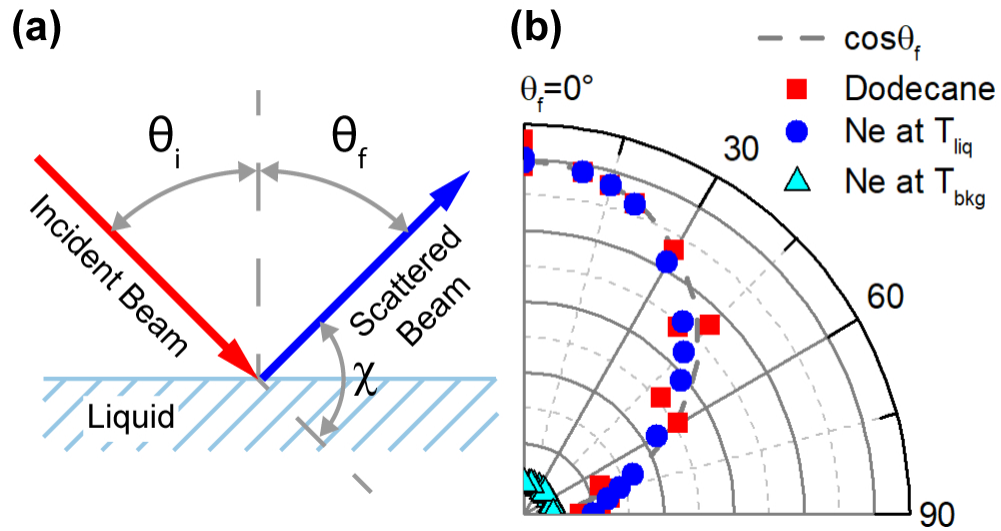 (a)
θi
θf
Incident Beam
Scattered
Beam
χ
Liquid
(b)
cosθf
Dodecane
Ne at Tliq
Ne at Tbkg
θf=0°
30
60
90